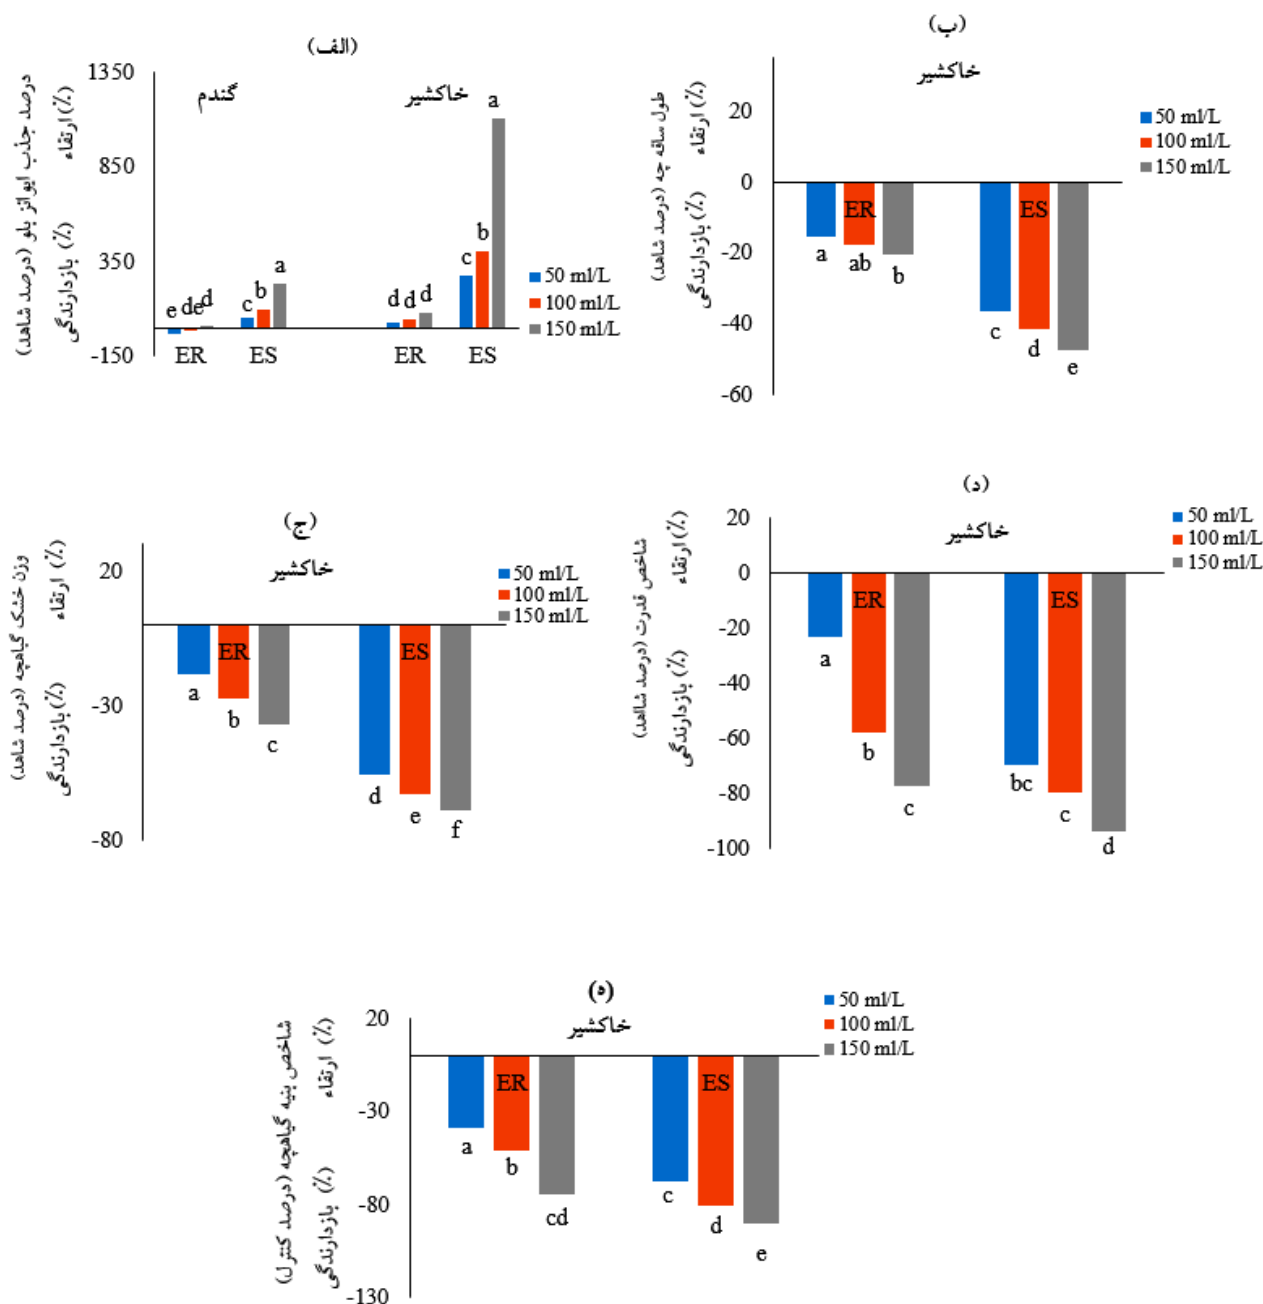 (الف)
درصد جذب ایوانز بلو (درصد شاهد)
بازدارندگی (٪) ارتقاء (٪)
1350
850
350
-150
گندم
خاکشیر
e de d c b a
d d d c b a
ER ES ER ES
50 ml/L
100 ml/L
150 ml/L
(ب)
طول ساقه چه (درصد شاهد)
بازدارندگی (٪) ارتقاء (٪)
خاکشیر
20
0
-20
-40
-60
ER ES
a ab b c d e
50 ml/L
100 ml/L
150 ml/L
(ج)
وزن خشک گیاهچه (درصد شاهد)
بازدارندگی (٪) ارتقاء (٪)
خاکشیر
20
-30
-80
ER ES
a b c d e f
50 ml/L
100 ml/L
150 ml/L
(د)
شاخص قدرت (درصد شااهد)
بازدارندگی (٪) ارتقاء (٪)
خاکشیر
20
0
-20
-40
-60
-80
-100
ER ES
a b c bc c d
50 ml/L
100 ml/L
150 ml/L
(ه)
شاخص بنیه گیاهچه (درصد کنترل)
بازدارندگی (٪) ارتقاء (٪)
خاکشیر
20
-30
-80
-130
ER ES
a b cd c d e
50 ml/L
100 ml/L
150 ml/L